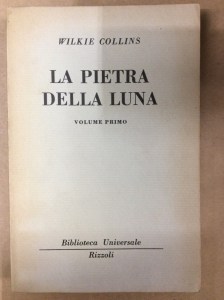 WILKIE COLLINS
LA PIETRA
DELLA LUNA
VOLUME PRIMO
Biblioteca Universale
Rizzoli